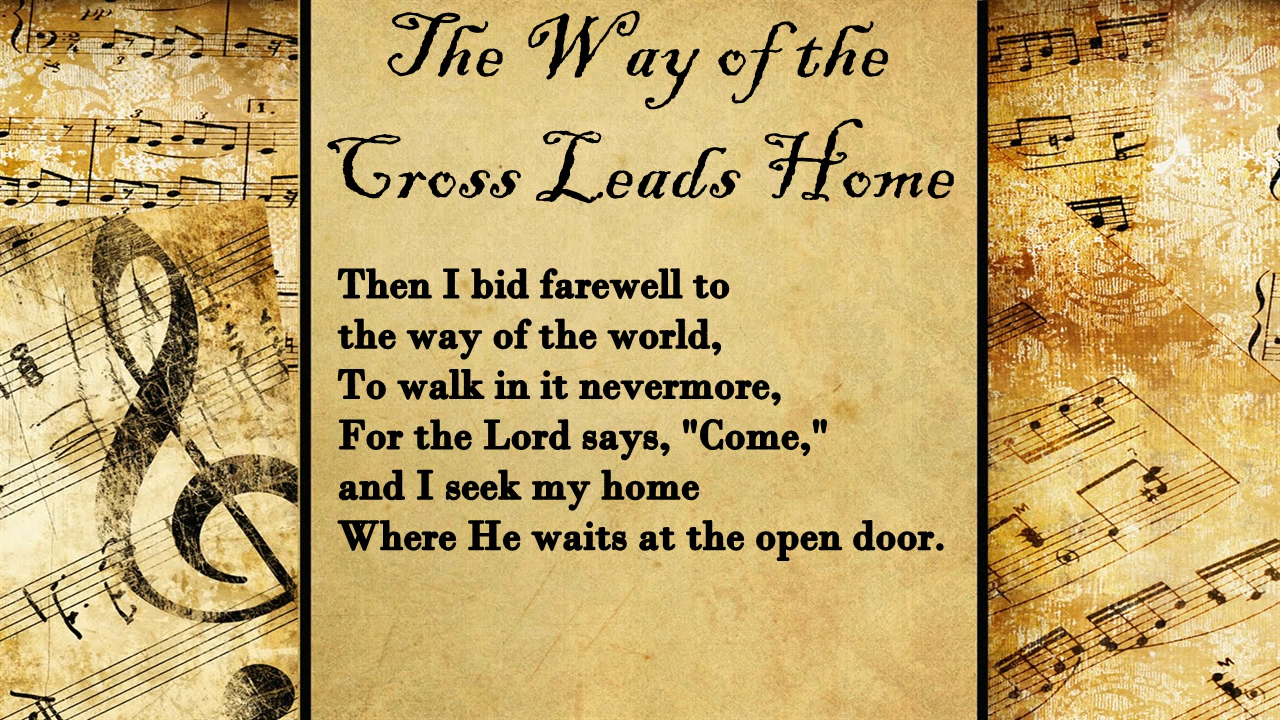 The Way of the
Cross Leads Home
Then I bid farewell to
the way of the world,
To walk in it nevermore,
For the Lord says, "Come,"
and I seek my home
Where He waits at the open door.